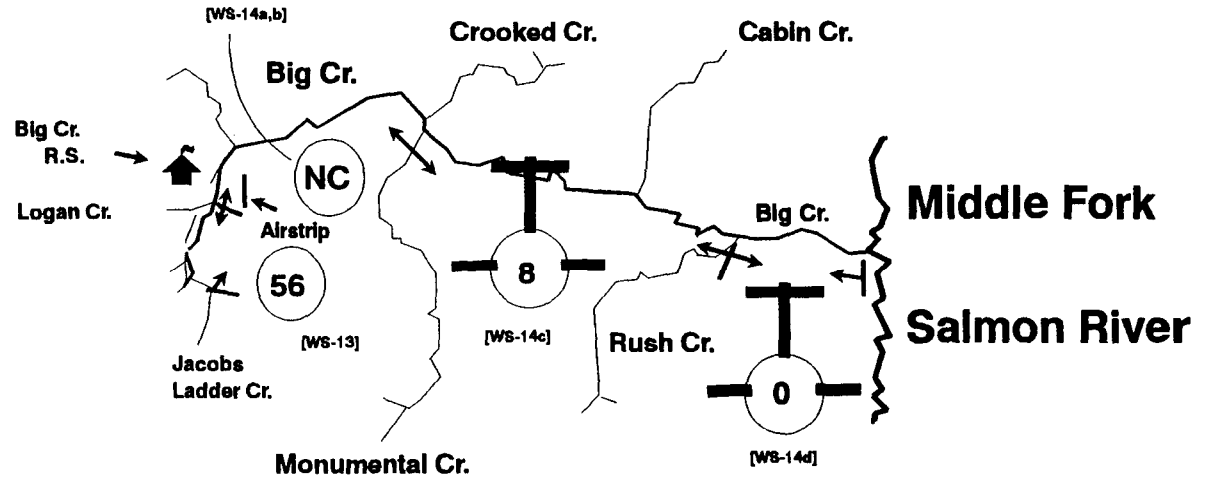 [WS-14a,b]
Crooked Cr.
Cabin Cr.
Big Cr.
Big Cr.
R.S.
NC
Logan Cr.
Airstrip
Middle Fork
Big Cr.
56
8
[WS-13]
[WS-14c]
Rush Cr.
Salmon River
Jacobs
Ladder Cr.
0
Monumental Cr.
[WS-14d]